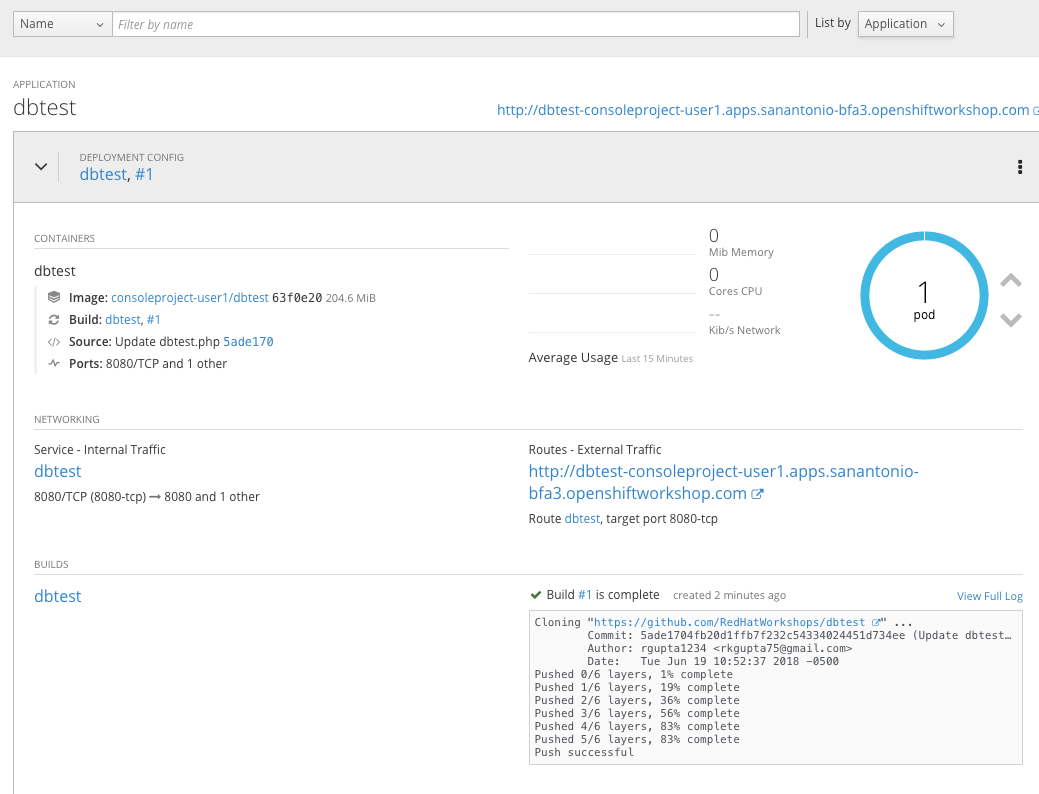 Name
Filter by name
List by
Application
APPLICATION
dbtest
http://dbtest-consoleproject-user1.apps.sanantonio-bfa3.openshiftworkshop.com
DEPLOYMENT CONFIG
dbtest, #1
CONTAINERS
dbtest
Image: consoleproject-user1/dbtest 63f0e20 204.6 MiB
Build: dbtest, #1
Source: Update dbtest.php 5ade170
Ports: 8080/TCP and 1 other
0
Mib Memory
0
Cores CPU
--
Kib/s Network
Average Usage Last 15 Minutes
1
pod
NETWORKING
Service - Internal Traffic
dbtest
8080/TCP (8080-tcp) → 8080 and 1 other
Routes - External Traffic
http://dbtest-consoleproject-user1.apps.sanantonio-
bfa3.openshiftworkshop.com
Route dbtest, target port 8080-tcp
BUILDS
dbtest
Build #1 is complete created 2 minutes ago
View Full Log
Cloning "https://github.com/RedHatWorkshops/dbtest " ...
Commit: 5ade1704fb20d1ffb7f232c54334024451d734ee (Update dbtest…
Author: rgupta1234 <rkgupta75@gmail.com>
Date: Tue Jun 19 10:52:37 2018 -0500
Pushed 0/6 layers, 1% complete
Pushed 1/6 layers, 19% complete
Pushed 2/6 layers, 36% complete
Pushed 3/6 layers, 56% complete
Pushed 4/6 layers, 83% complete
Pushed 5/6 layers, 83% complete
Push successful